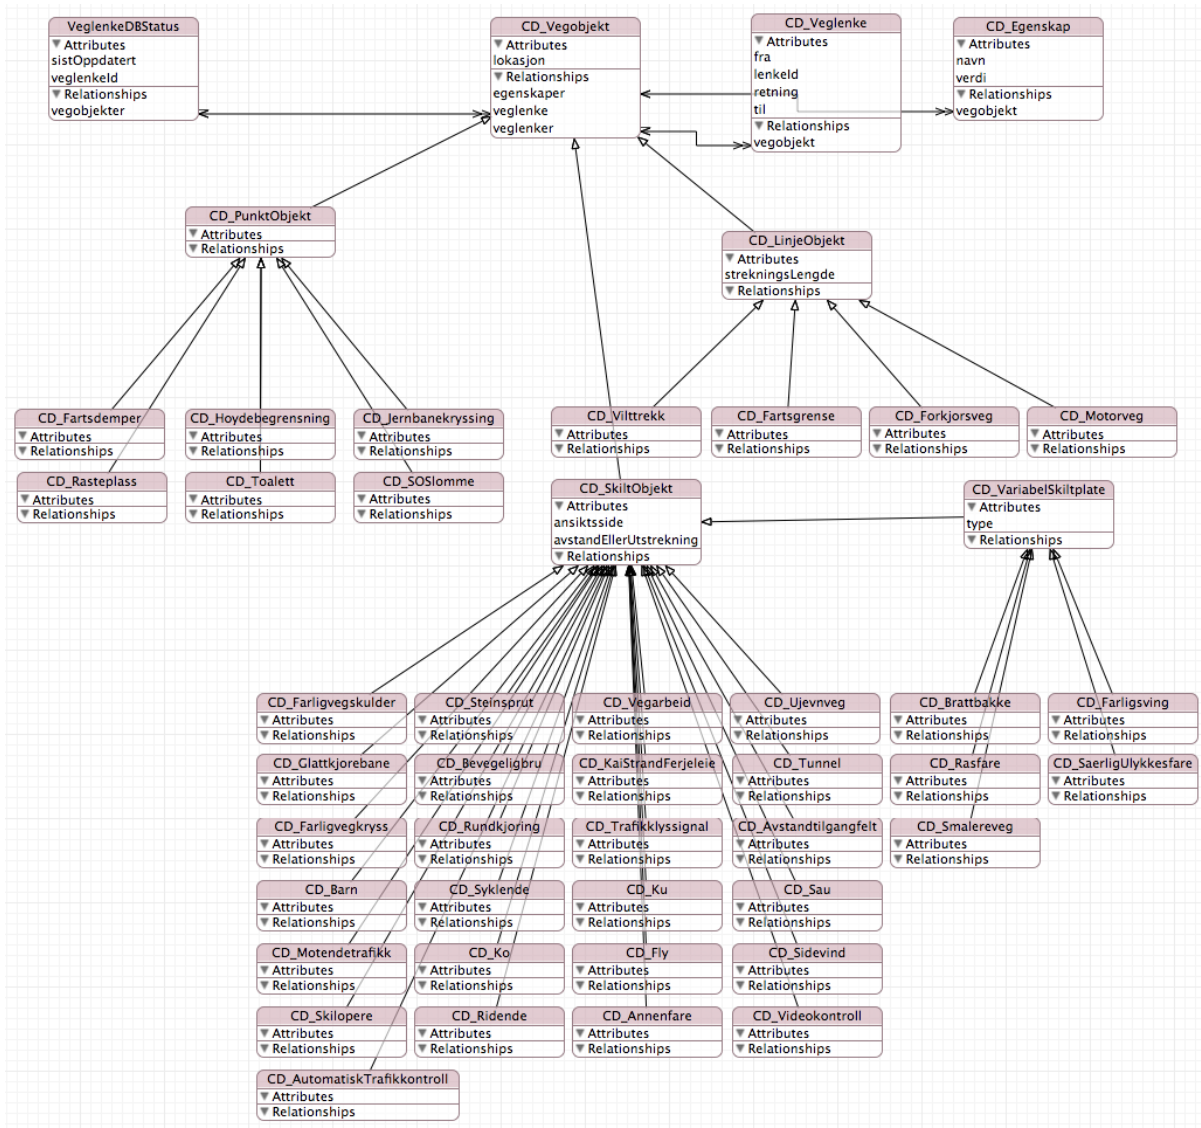 VeglenkeDBStatus
▼ Attributes
sistOppdatert
veglenkeId
▼ Relationships
vegobjekter
CD_Vegobjekt
▼ Attributes
lokasjon
▼ Relationships
egenskaper
veglenke
veglenker
CD_Veglenke
▼ Attributes
fra
lenkeId
retning
til
▼ Relationships
vegobjekt
CD_Egenskap
▼ Attributes
navn
verdi
▼ Relationships
vegobjekt
CD_PunktObjekt
▼ Attributes
▼ Relationships
CD_LinjeObjekt
▼ Attributes
strekningsLengde
▼ Relationships
CD_Fartsdemper
▼ Attributes
▼ Relationships
CD_Hoydebegrensning
▼ Attributes
▼ Relationships
CD_Jernbanekryssing
▼ Attributes
▼ Relationships
CD_Vilttrekk
▼ Attributes
▼ Relationships
CD_Fartsgrense
▼ Attributes
▼ Relationships
CD_Forkjorsveg
▼ Attributes
▼ Relationships
CD_Motorveg
▼ Attributes
▼ Relationships
CD_Rasteplass
▼ Attributes
▼ Relationships
CD_Toalett
▼ Attributes
▼ Relationships
CD_SOSlomme
▼ Attributes
▼ Relationships
CD_SkiltObjekt
▼ Attributes
ansiktsside
avstandEllerUtstrekning
▼ Relationships
CD_VariabelSkiltplate
▼ Attributes
type
▼ Relationships
CD_Farligvegskulder
▼ Attributes
▼ Relationships
CD_Steinsprut
▼ Attributes
▼ Relationships
CD_Vegarbeid
▼ Attributes
▼ Relationships
CD_Ujevnveg
▼ Attributes
▼ Relationships
CD_Brattbakke
▼ Attributes
▼ Relationships
CD_Farligsving
▼ Attributes
▼ Relationships
CD_Glattkjorebane
▼ Attributes
▼ Relationships
CD_Bevegeligbru
▼ Attributes
▼ Relationships
CD_KaiStrandFerjeleie
▼ Attributes
▼ Relationships
CD_Tunnel
▼ Attributes
▼ Relationships
CD_Rasfare
▼ Attributes
▼ Relationships
CD_SaerligUlykkesfare
▼ Attributes
▼ Relationships
CD_Farligvegkryss
▼ Attributes
▼ Relationships
CD_Rundkjoring
▼ Attributes
▼ Relationships
CD_Trafikklyssignal
▼ Attributes
▼ Relationships
CD_Avstandtilgangfelt
▼ Attributes
▼ Relationships
CD_Smalereveg
▼ Attributes
▼ Relationships
CD_Barn
▼ Attributes
▼ Relationships
CD_Syklende
▼ Attributes
▼ Relationships
CD_Ku
▼ Attributes
▼ Relationships
CD_Sau
▼ Attributes
▼ Relationships
CD_Motendetrafikk
▼ Attributes
▼ Relationships
CD_Ko
▼ Attributes
▼ Relationships
CD_Fly
▼ Attributes
▼ Relationships
CD_Sidevind
▼ Attributes
▼ Relationships
CD_Skilopere
▼ Attributes
▼ Relationships
CD_Ridende
▼ Attributes
▼ Relationships
CD_Annenfare
▼ Attributes
▼ Relationships
CD_Videokontroll
▼ Attributes
▼ Relationships
CD_AutomatiskTrafikkontroll
▼ Attributes
▼ Relationships